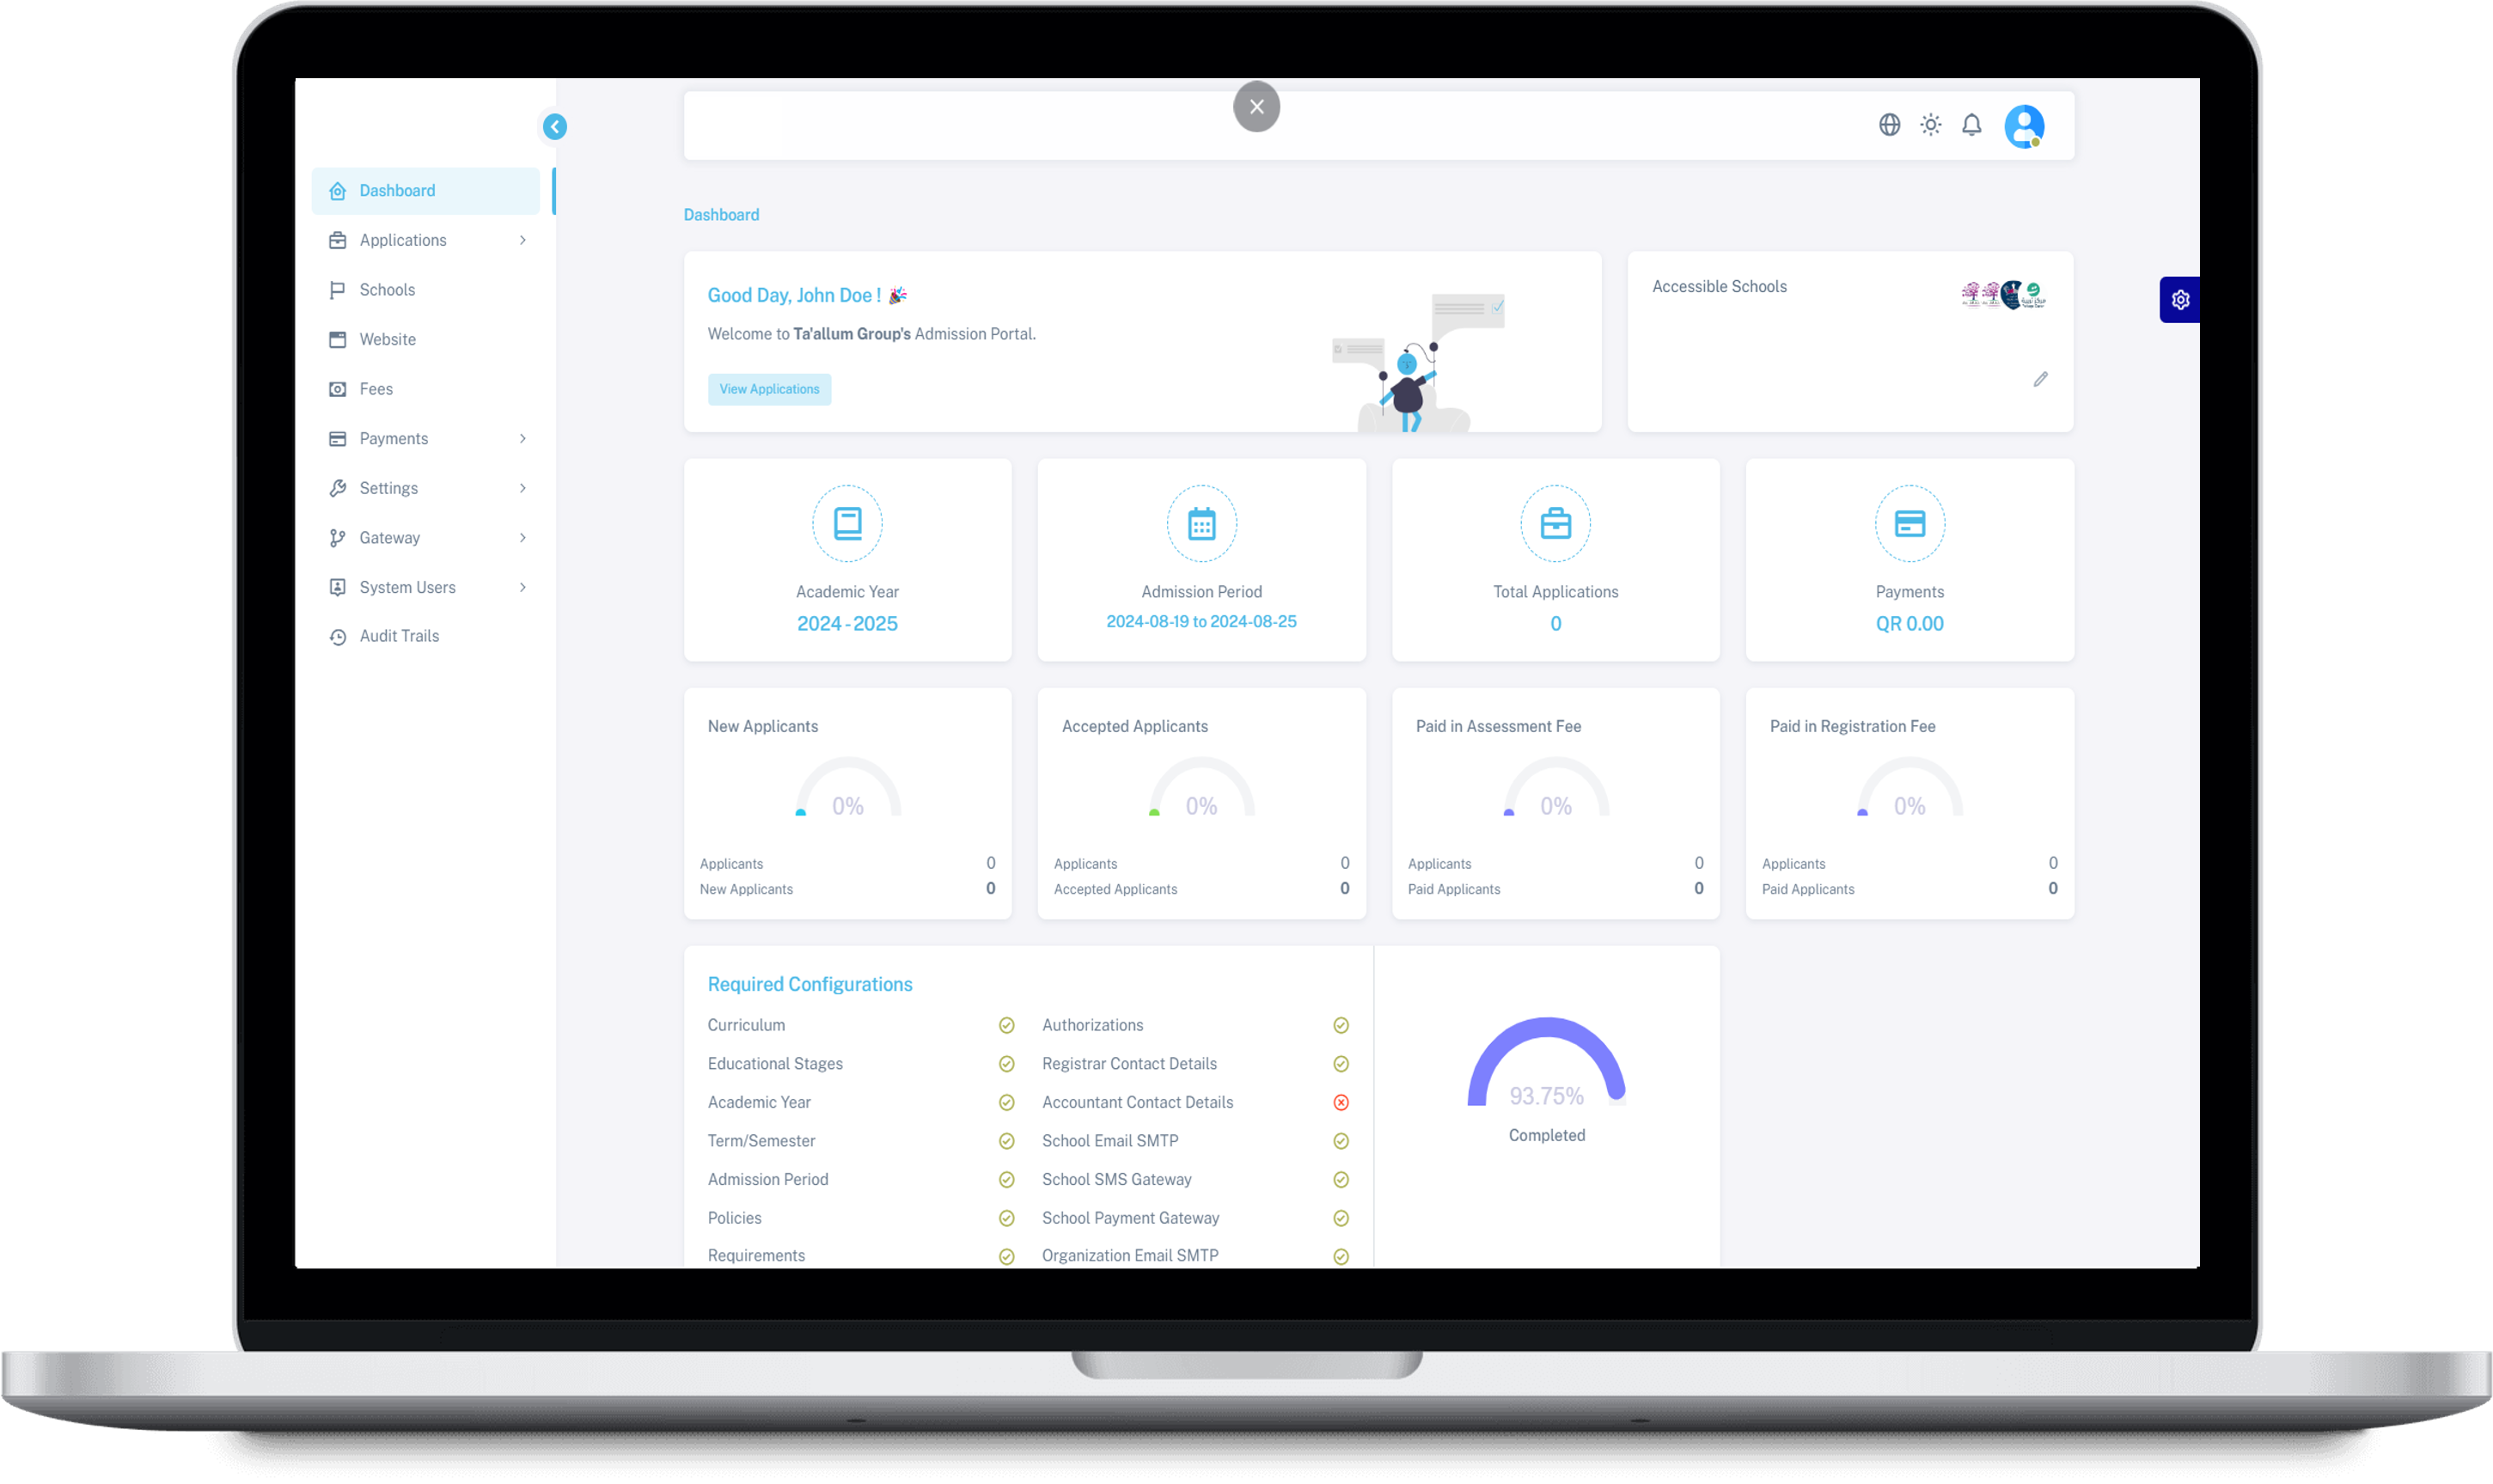 Dashboard
Applications
Schools
Website
Fees
Payments
Settings
Gateway
System Users
Audit Trails
Dashboard
Good Day, John Doe !
Welcome to Ta'allum Group's Admission Portal.
View Applications
Accessible Schools
Academic Year
2024 - 2025
Admission Period
2024-08-19 to 2024-08-25
Total Applications
0
Payments
QR 0.00
New Applicants
0%
Applicants 0
New Applicants 0
Accepted Applicants
0%
Applicants 0
Accepted Applicants 0
Paid in Assessment Fee
0%
Applicants 0
Paid Applicants 0
Paid in Registration Fee
0%
Applicants 0
Paid Applicants 0
Required Configurations
Curriculum
Educational Stages
Academic Year
Term/Semester
Admission Period
Policies
Requirements
Authorizations
Registrar Contact Details
Accountant Contact Details
School Email SMTP
School SMS Gateway
School Payment Gateway
Organization Email SMTP
93.75%
Completed